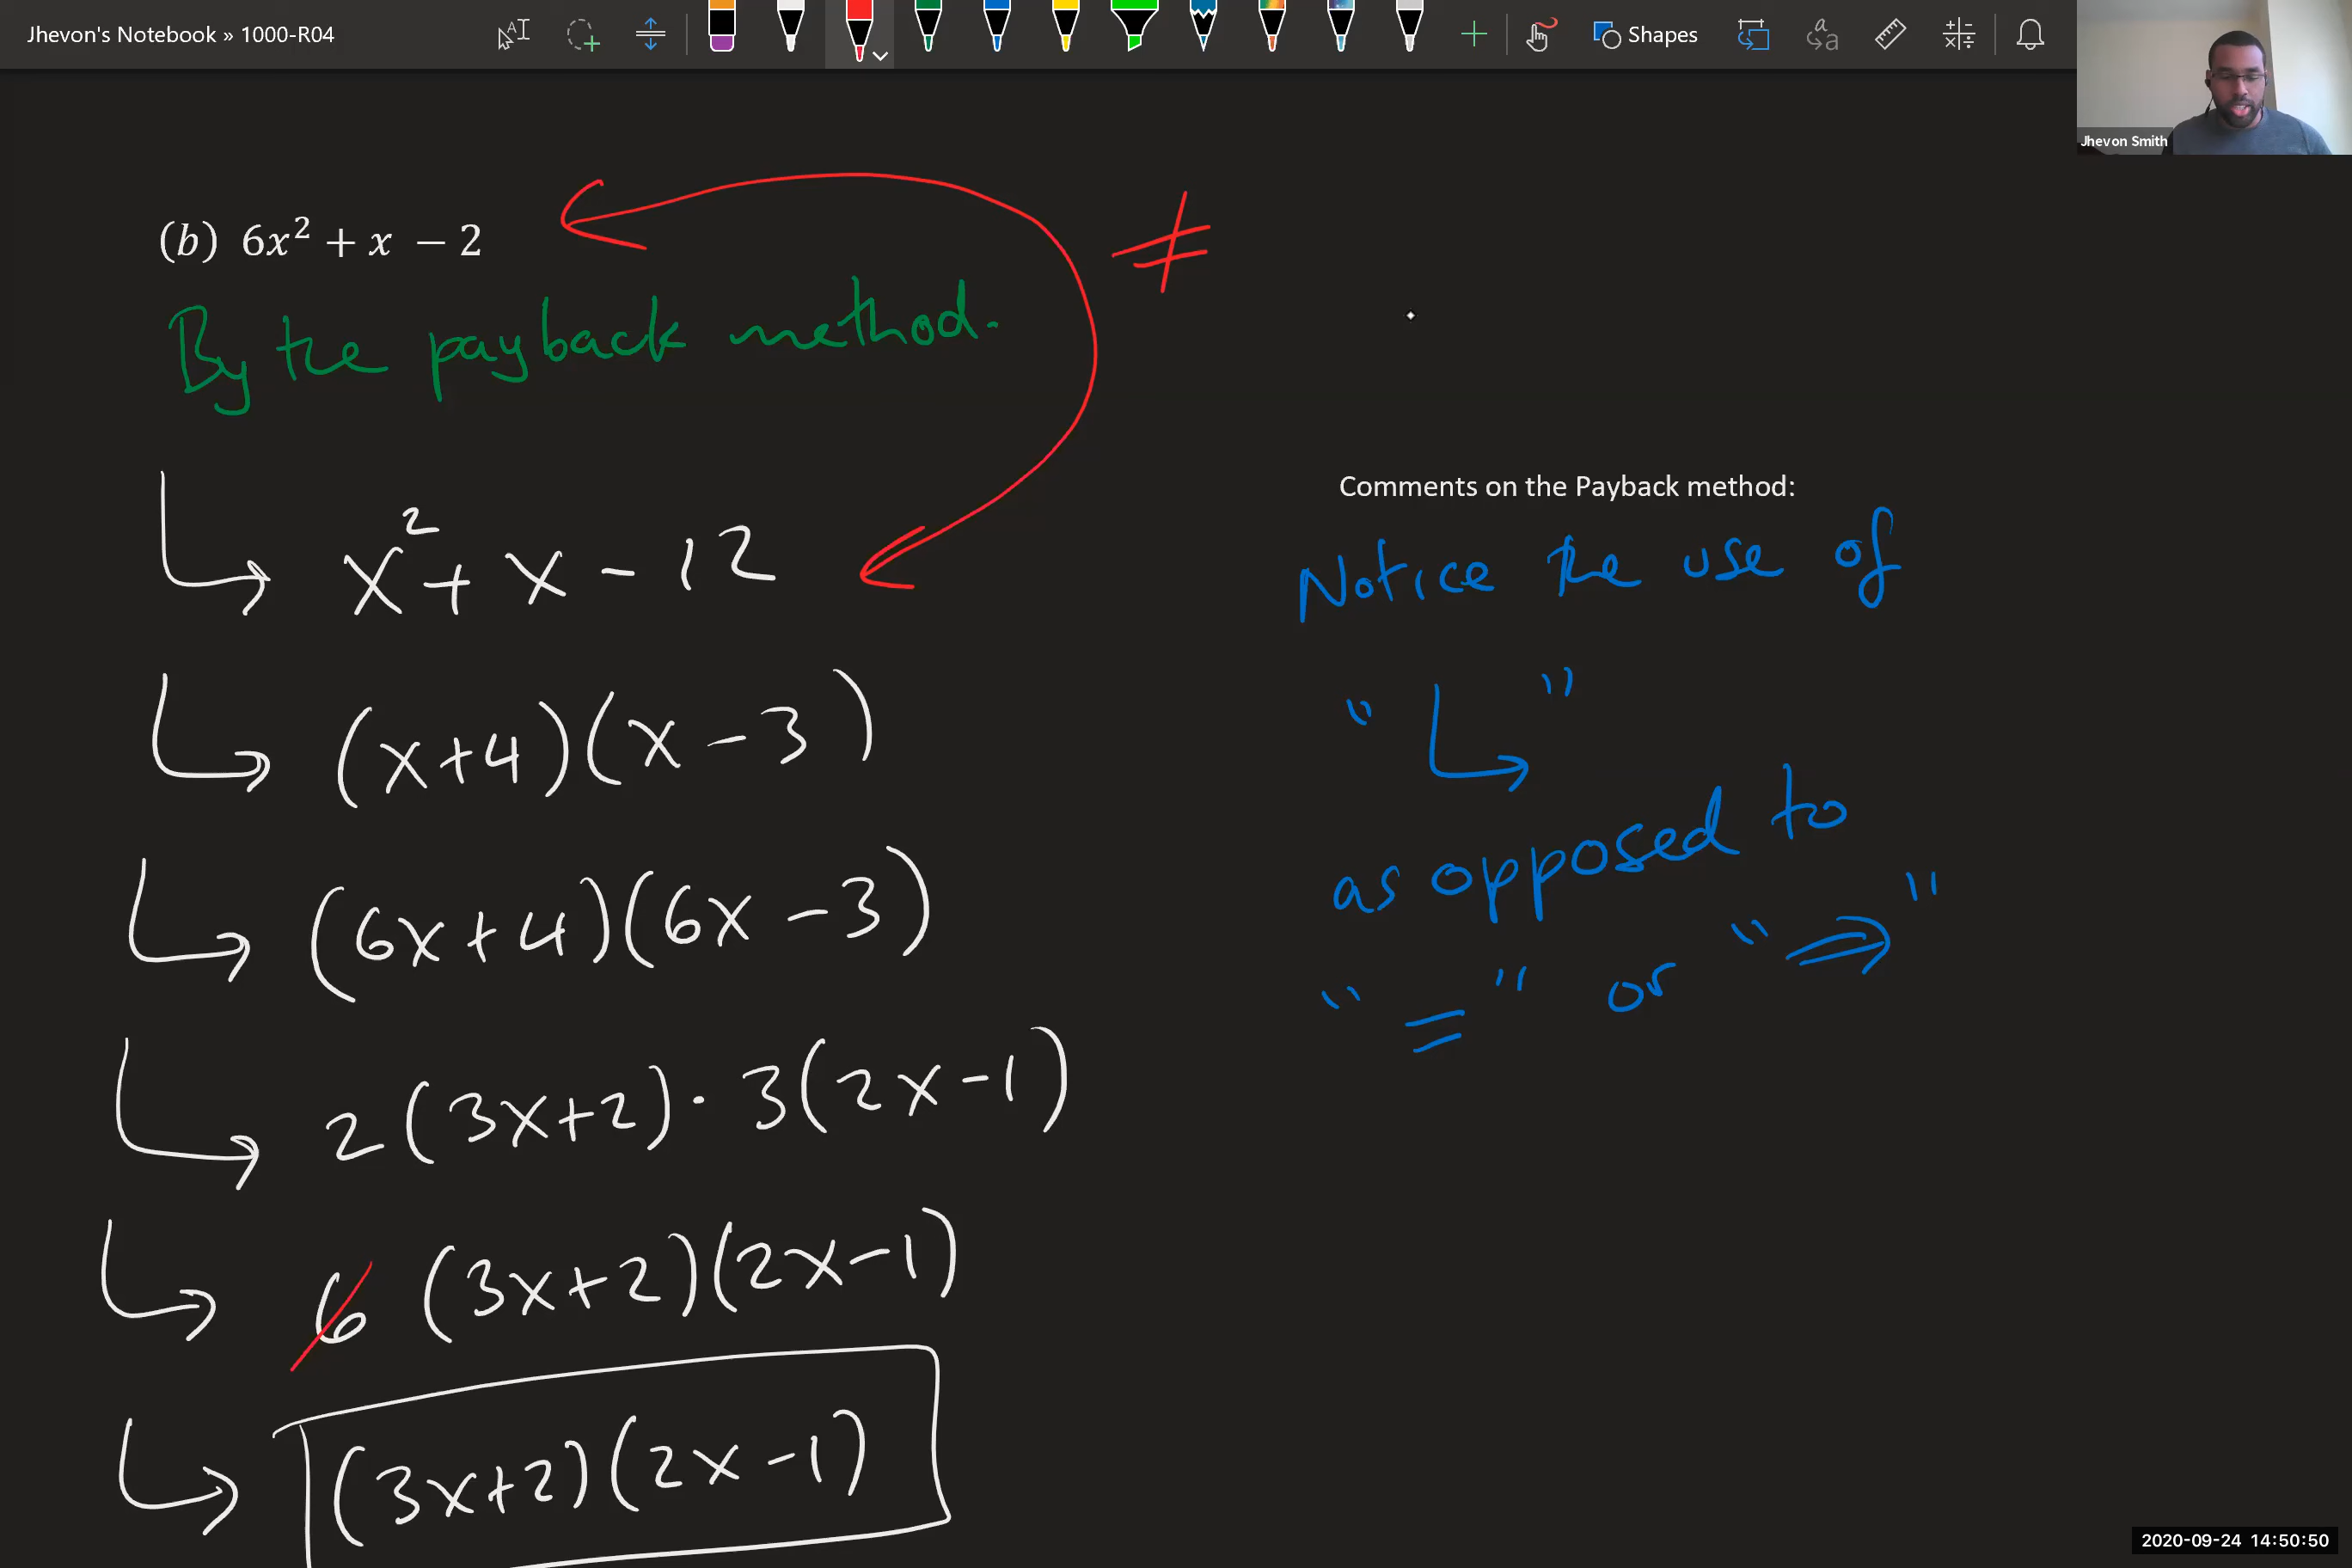 Jhevon's Notebook » 1000-R04
Shapes
Jhevon Smith
(b) 6x² + x − 2
≠
By the payback method.
x² + x − 12
(x+4)(x−3)
(6x+4)(6x−3)
2(3x+2)·3(2x−1)
6(3x+2)(2x−1)
(3x+2)(2x−1)
Comments on the Payback method:
Notice the use of
"↳"
as opposed to
"=" or "⇒"
2020-09-24 14:50:50